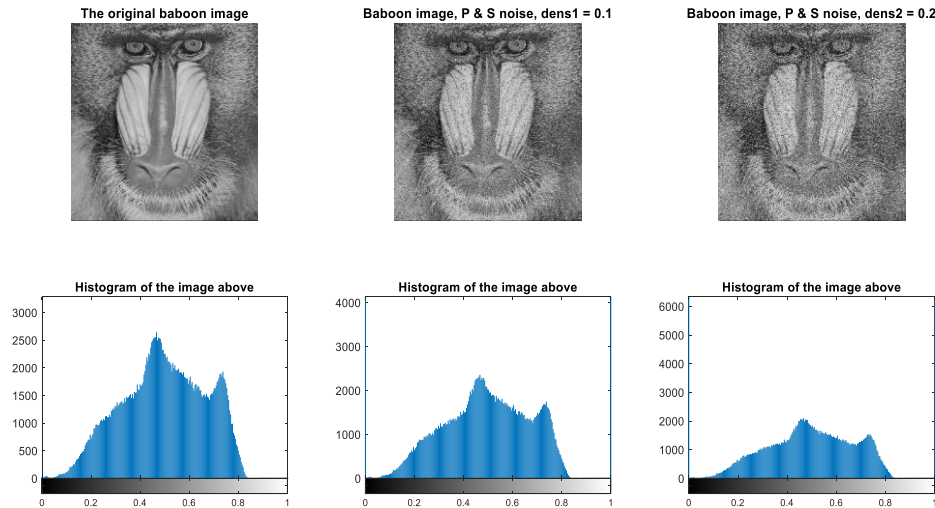 The original baboon image
Baboon image, P & S noise, dens1 = 0.1
Baboon image, P & S noise, dens2 = 0.2
Histogram of the image above
Histogram of the image above
Histogram of the image above
3000
2500
2000
1500
1000
500
0
0 0.2 0.4 0.6 0.8 1
4000
3000
2000
1000
0
0 0.2 0.4 0.6 0.8 1
6000
5000
4000
3000
2000
1000
0
0 0.2 0.4 0.6 0.8 1